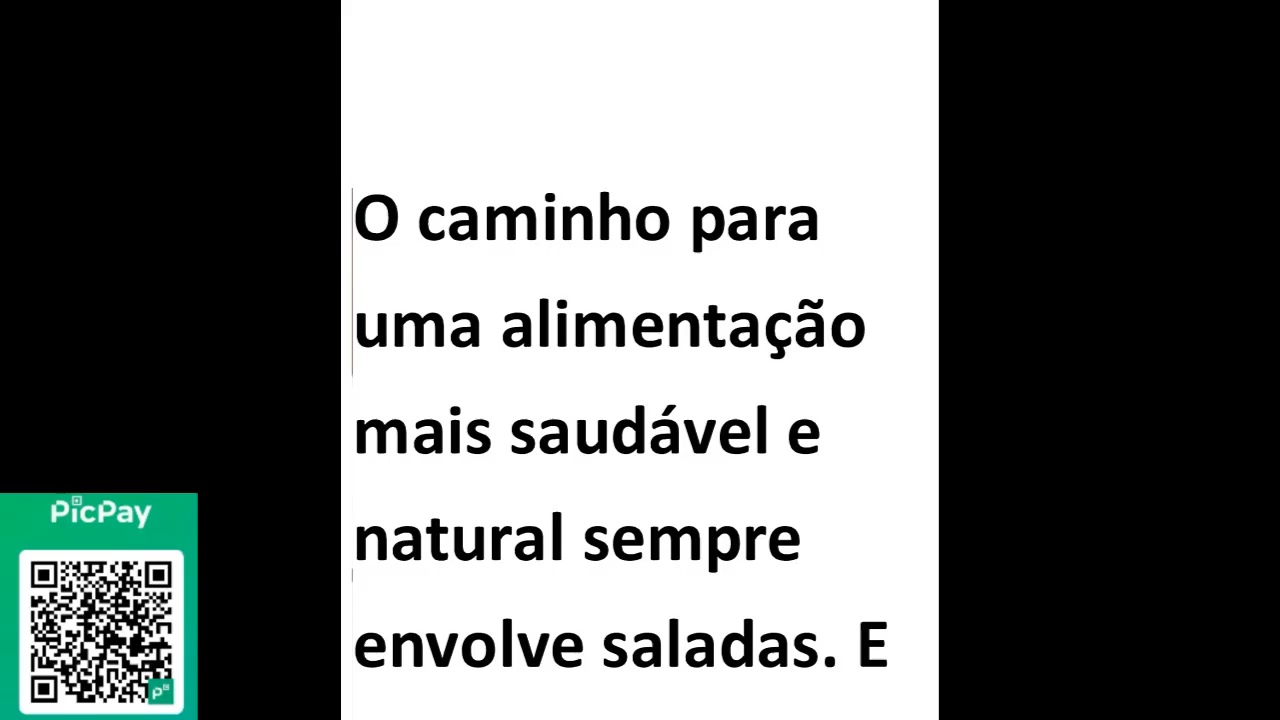 O caminho para
uma alimentação
mais saudável e
natural sempre
envolve saladas. E
PicPay